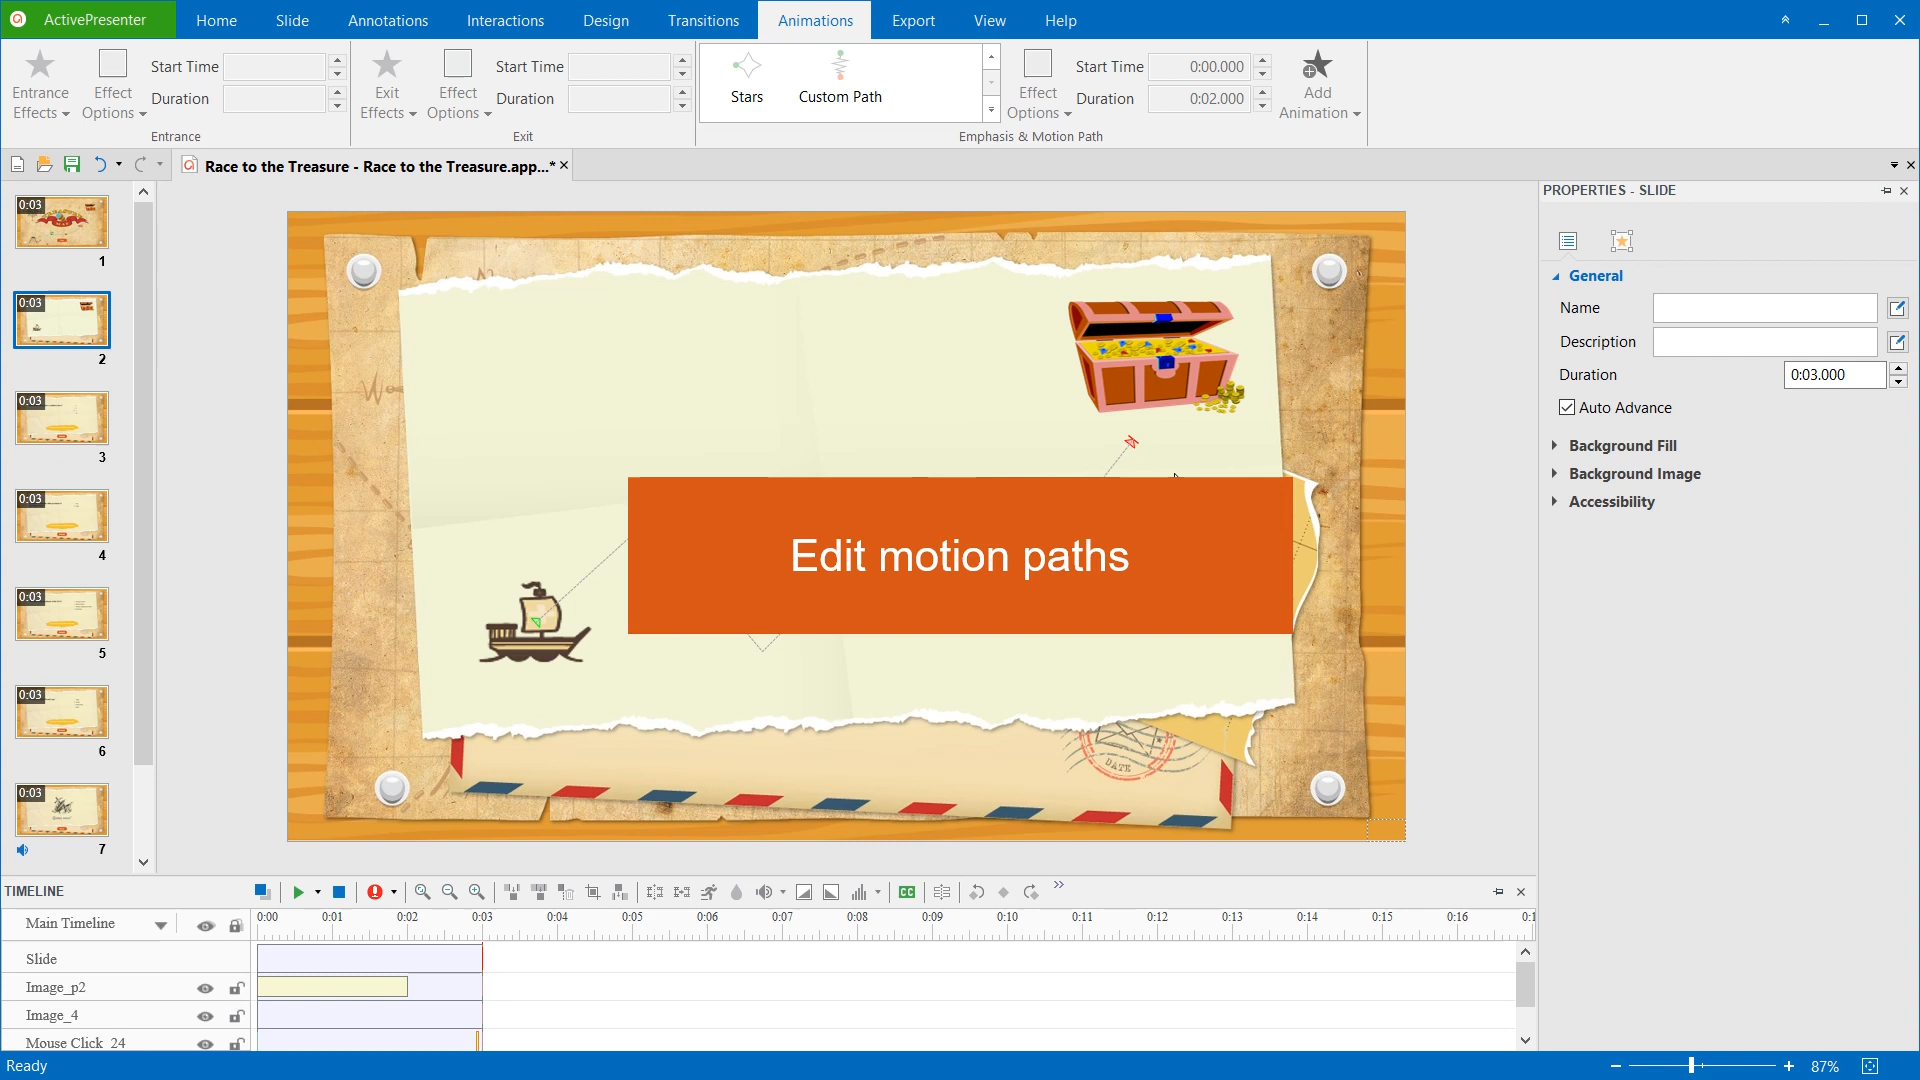 ActivePresenter
Home Slide Annotations Interactions Design Transitions Animations Export View Help
Entrance Effects
Effect Options
Start Time
Duration
Entrance
Exit Effects
Effect Options
Start Time
Duration
Exit
Stars
Custom Path
Effect Options
Start Time 0:00.000
Duration 0:02.000
Add Animation
Emphasis & Motion Path
Race to the Treasure - Race to the Treasure.app...*
PROPERTIES - SLIDE
0:03
1
0:03
2
0:03
3
0:03
4
0:03
5
0:03
6
0:03
7
Edit motion paths
DATE
General
Name
Description
Duration 0:03.000
Auto Advance
Background Fill
Background Image
Accessibility
TIMELINE
CC
Main Timeline
0:00 0:01 0:02 0:03 0:04 0:05 0:06 0:07 0:08 0:09 0:10 0:11 0:12 0:13 0:14 0:15 0:16
Slide
Image_p2
Image_4
Mouse Click_24
Ready
87%